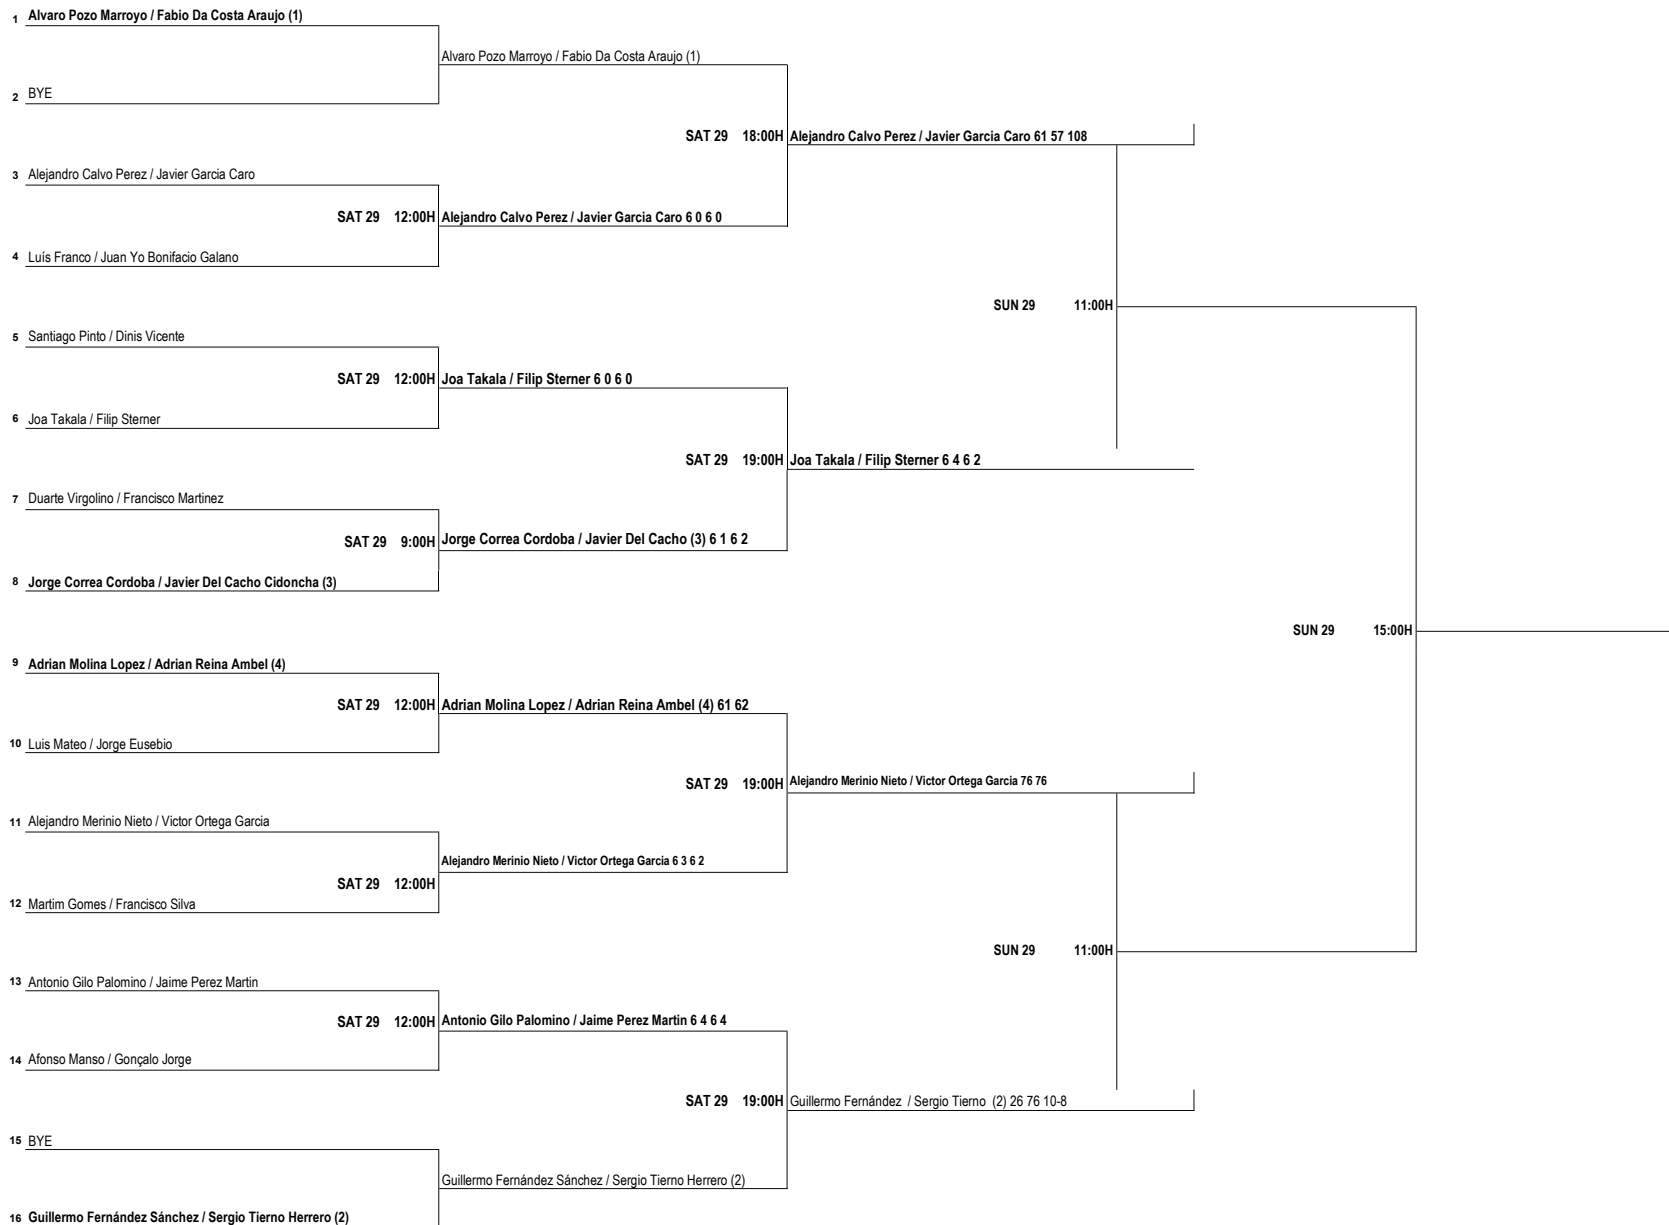 1 Alvaro Pozo Marroyo / Fabio Da Costa Araujo (1)
Alvaro Pozo Marroyo / Fabio Da Costa Araujo (1)
2 BYE
SAT 29 18:00H Alejandro Calvo Perez / Javier Garcia Caro 61 57 108
3 Alejandro Calvo Perez / Javier Garcia Caro
SAT 29 12:00H Alejandro Calvo Perez / Javier Garcia Caro 6 0 6 0
4 Luís Franco / Juan Yo Bonifacio Galano
SUN 29 11:00H
5 Santiago Pinto / Dinis Vicente
SAT 29 12:00H Joa Takala / Filip Sterner 6 0 6 0
6 Joa Takala / Filip Sterner
SAT 29 19:00H Joa Takala / Filip Sterner 6 4 6 2
7 Duarte Virgolino / Francisco Martinez
SAT 29 9:00H Jorge Correa Cordoba / Javier Del Cacho (3) 6 1 6 2
8 Jorge Correa Cordoba / Javier Del Cacho Cidoncha (3)
SUN 29 15:00H
9 Adrian Molina Lopez / Adrian Reina Ambel (4)
SAT 29 12:00H Adrian Molina Lopez / Adrian Reina Ambel (4) 61 62
10 Luis Mateo / Jorge Eusebio
SAT 29 19:00H Alejandro Merinio Nieto / Victor Ortega Garcia 76 76
11 Alejandro Merinio Nieto / Victor Ortega Garcia
Alejandro Merinio Nieto / Victor Ortega Garcia 6 3 6 2
SAT 29 12:00H
12 Martim Gomes / Francisco Silva
SUN 29 11:00H
13 Antonio Gilo Palomino / Jaime Perez Martin
SAT 29 12:00H Antonio Gilo Palomino / Jaime Perez Martin 6 4 6 4
14 Afonso Manso / Gonçalo Jorge
SAT 29 19:00H Guillermo Fernández / Sergio Tierno (2) 26 76 10-8
15 BYE
Guillermo Fernández Sánchez / Sergio Tierno Herrero (2)
16 Guillermo Fernández Sánchez / Sergio Tierno Herrero (2)